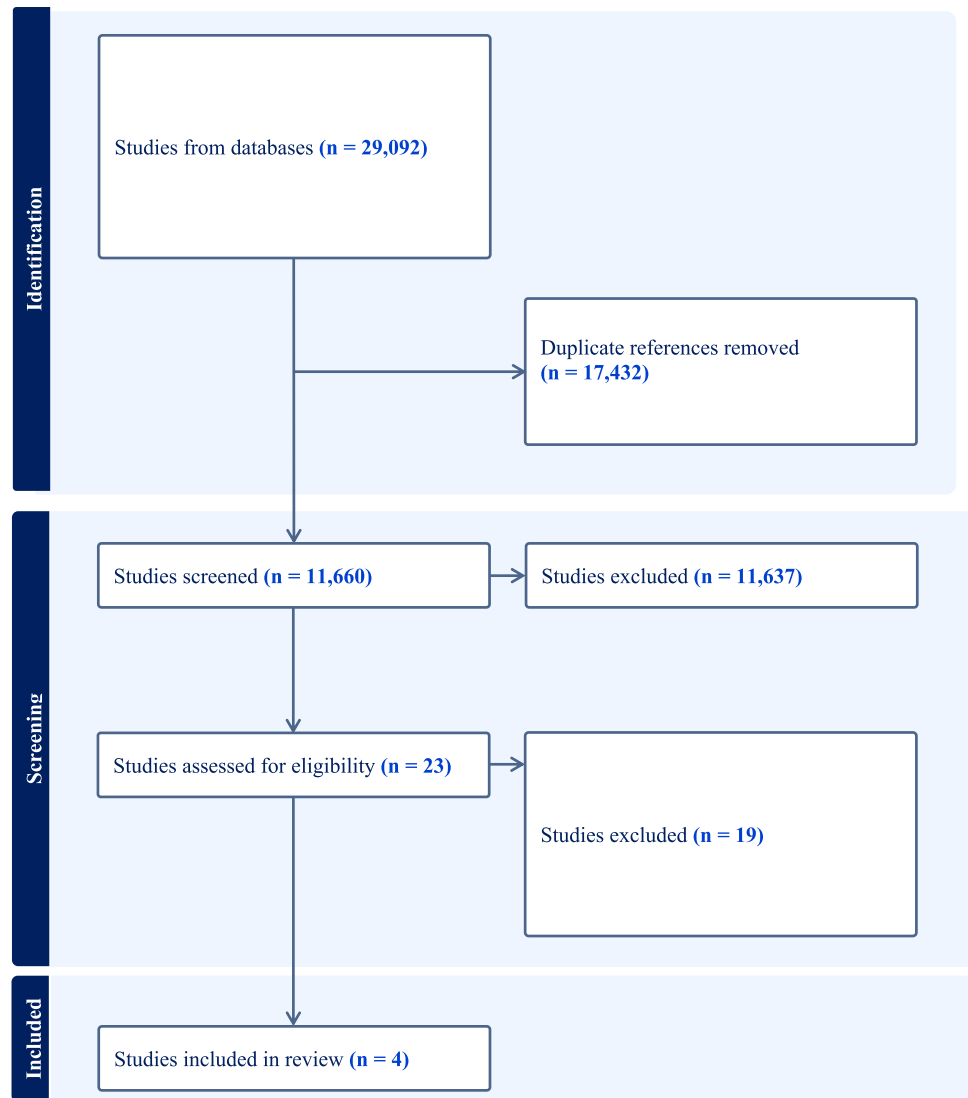 Identification
Studies from databases (n = 29,092)
Duplicate references removed
(n = 17,432)
Screening
Studies screened (n = 11,660)
Studies excluded (n = 11,637)
Studies assessed for eligibility (n = 23)
Studies excluded (n = 19)
Included
Studies included in review (n = 4)